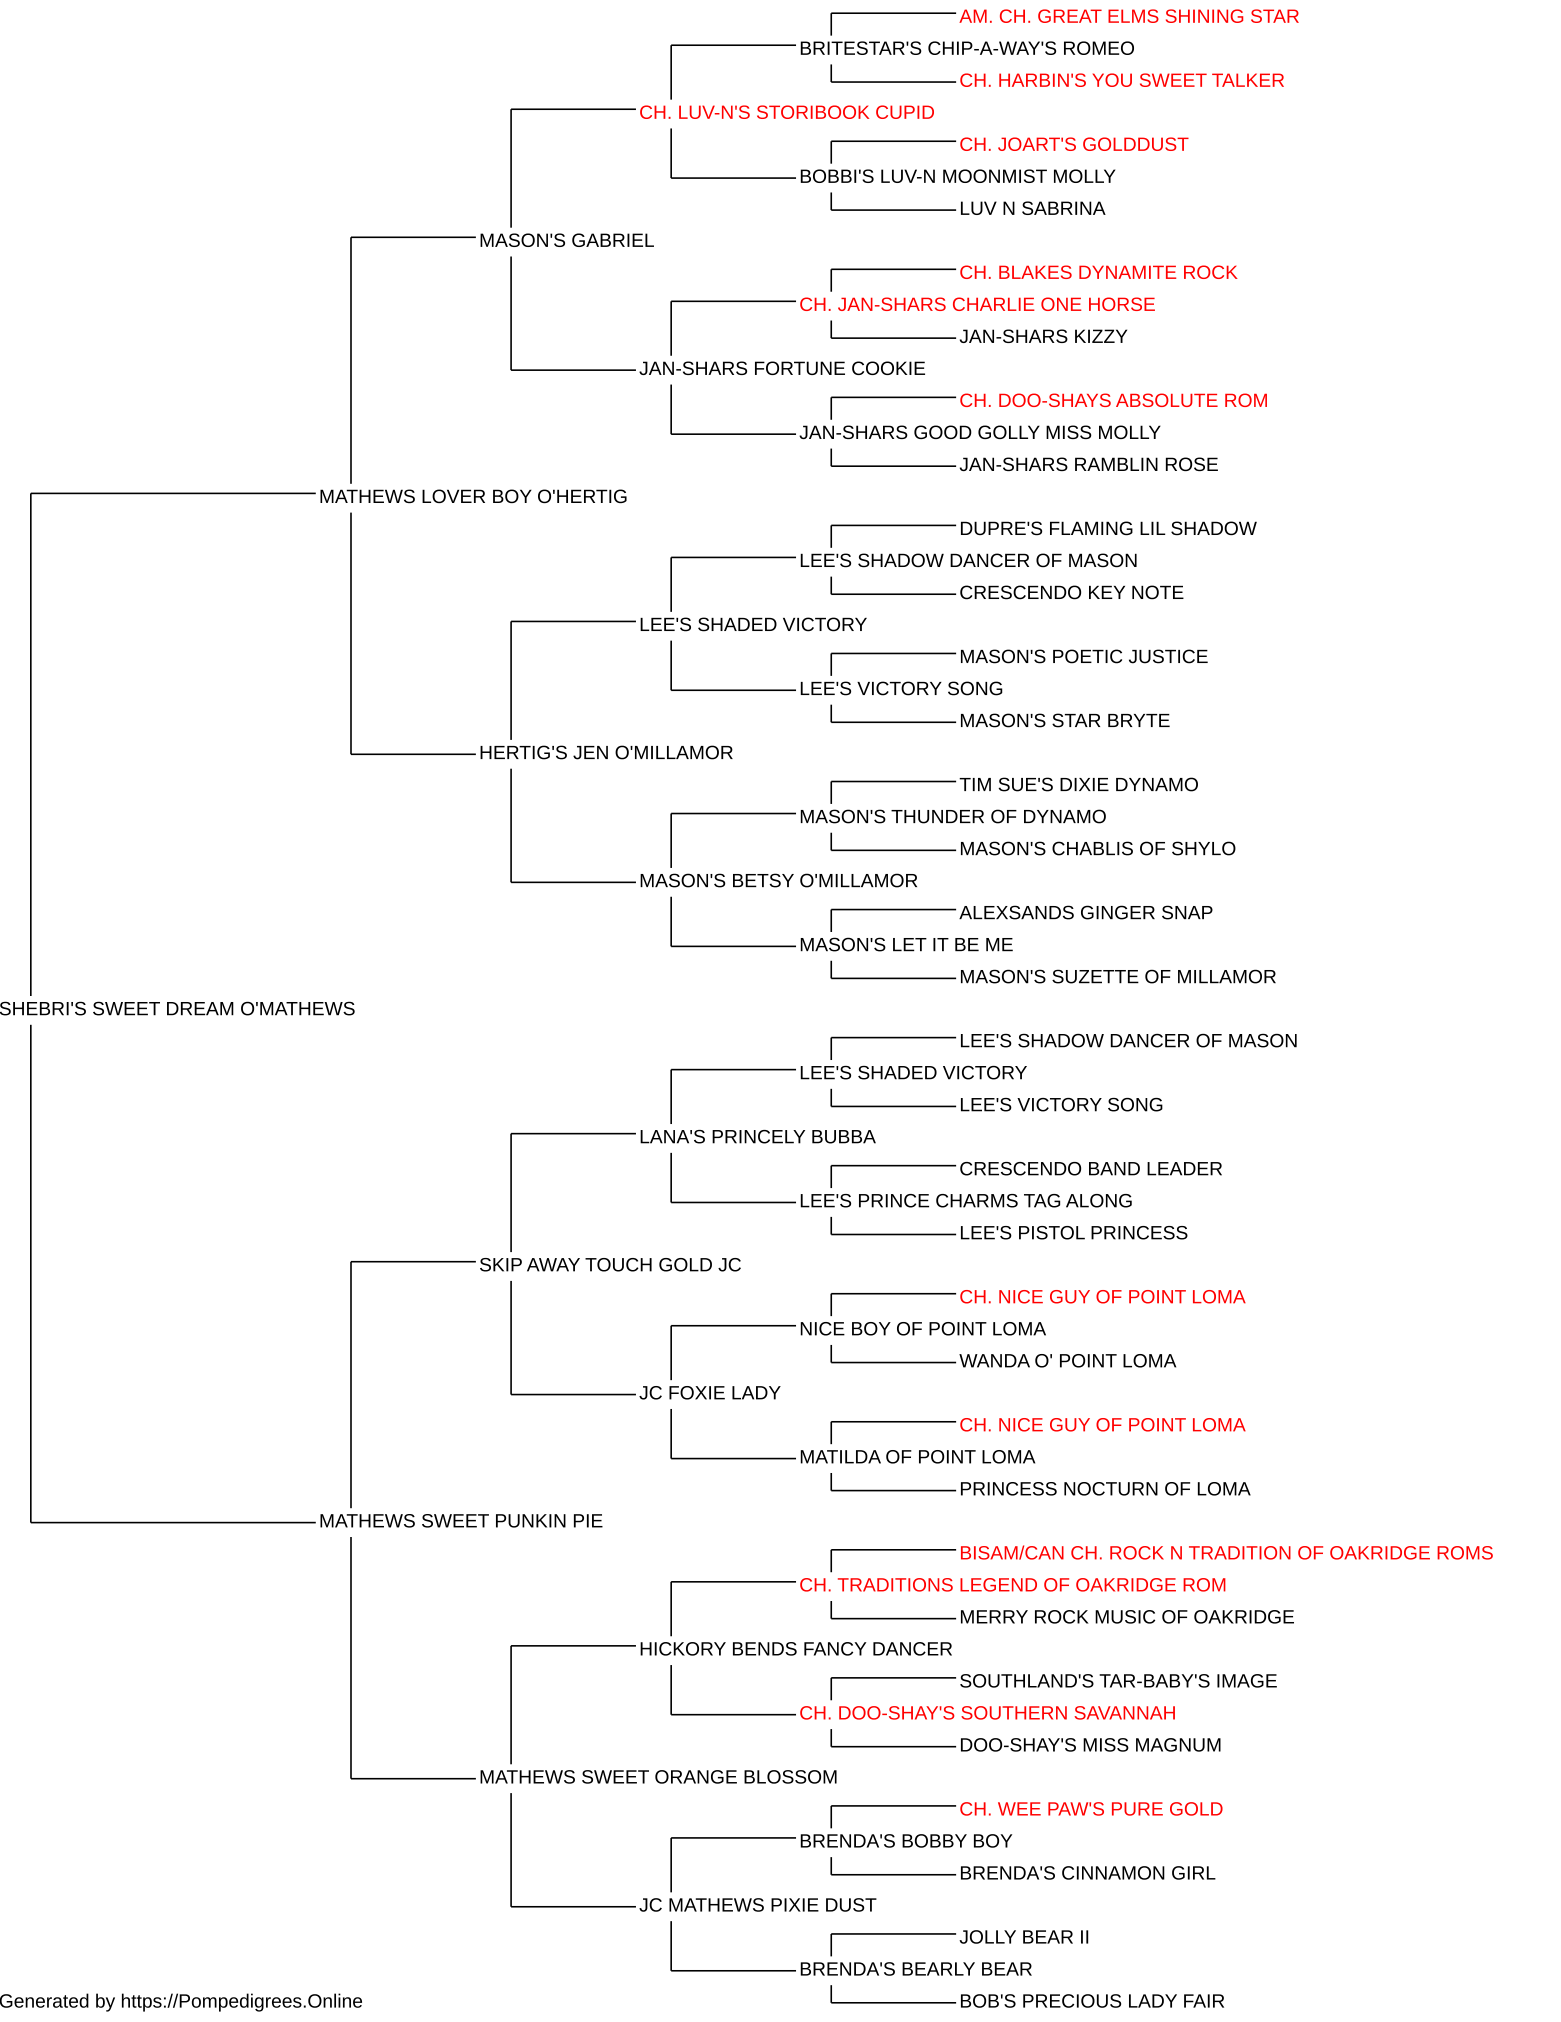 AM. CH. GREAT ELMS SHINING STAR
BRITESTAR'S CHIP-A-WAY'S ROMEO
CH. HARBIN'S YOU SWEET TALKER
CH. LUV-N'S STORIBOOK CUPID
CH. JOART'S GOLDDUST
BOBBI'S LUV-N MOONMIST MOLLY
LUV N SABRINA
MASON'S GABRIEL
CH. BLAKES DYNAMITE ROCK
CH. JAN-SHARS CHARLIE ONE HORSE
JAN-SHARS KIZZY
JAN-SHARS FORTUNE COOKIE
CH. DOO-SHAYS ABSOLUTE ROM
JAN-SHARS GOOD GOLLY MISS MOLLY
JAN-SHARS RAMBLIN ROSE
MATHEWS LOVER BOY O'HERTIG
DUPRE'S FLAMING LIL SHADOW
LEE'S SHADOW DANCER OF MASON
CRESCENDO KEY NOTE
LEE'S SHADED VICTORY
MASON'S POETIC JUSTICE
LEE'S VICTORY SONG
MASON'S STAR BRYTE
HERTIG'S JEN O'MILLAMOR
TIM SUE'S DIXIE DYNAMO
MASON'S THUNDER OF DYNAMO
MASON'S CHABLIS OF SHYLO
MASON'S BETSY O'MILLAMOR
ALEXSANDS GINGER SNAP
MASON'S LET IT BE ME
MASON'S SUZETTE OF MILLAMOR
SHEBRI'S SWEET DREAM O'MATHEWS
LEE'S SHADOW DANCER OF MASON
LEE'S SHADED VICTORY
LEE'S VICTORY SONG
LANA'S PRINCELY BUBBA
CRESCENDO BAND LEADER
LEE'S PRINCE CHARMS TAG ALONG
LEE'S PISTOL PRINCESS
SKIP AWAY TOUCH GOLD JC
CH. NICE GUY OF POINT LOMA
NICE BOY OF POINT LOMA
WANDA O' POINT LOMA
JC FOXIE LADY
CH. NICE GUY OF POINT LOMA
MATILDA OF POINT LOMA
PRINCESS NOCTURN OF LOMA
MATHEWS SWEET PUNKIN PIE
BISAM/CAN CH. ROCK N TRADITION OF OAKRIDGE ROMS
CH. TRADITIONS LEGEND OF OAKRIDGE ROM
MERRY ROCK MUSIC OF OAKRIDGE
HICKORY BENDS FANCY DANCER
SOUTHLAND'S TAR-BABY'S IMAGE
CH. DOO-SHAY'S SOUTHERN SAVANNAH
DOO-SHAY'S MISS MAGNUM
MATHEWS SWEET ORANGE BLOSSOM
CH. WEE PAW'S PURE GOLD
BRENDA'S BOBBY BOY
BRENDA'S CINNAMON GIRL
JC MATHEWS PIXIE DUST
JOLLY BEAR II
BRENDA'S BEARLY BEAR
BOB'S PRECIOUS LADY FAIR
Generated by https://Pompedigrees.Online